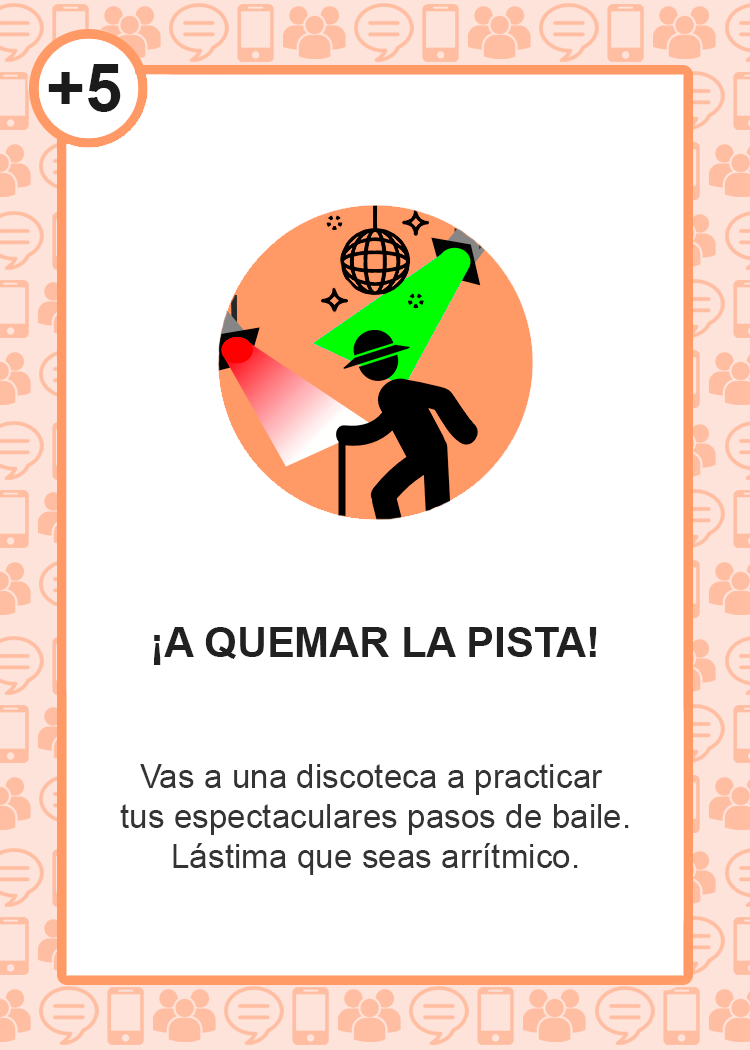 +5
¡A QUEMAR LA PISTA!
Vas a una discoteca a practicar
tus espectaculares pasos de baile.
Lástima que seas arrítmico.